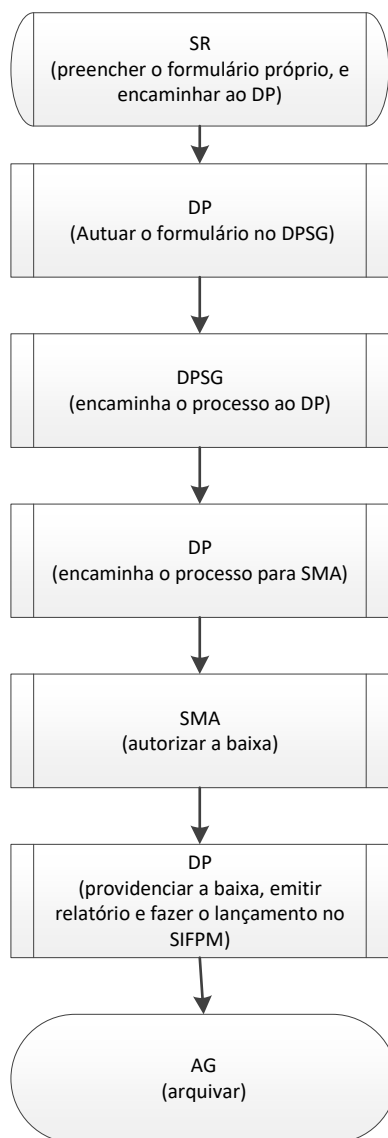 SR
(preencher o formulário próprio, e
encaminhar ao DP)
DP
(Autuar o formulário no DPSG)
DPSG
(encaminha o processo ao DP)
DP
(encaminha o processo para SMA)
SMA
(autorizar a baixa)
DP
(providenciar a baixa, emitir
relatório e fazer o lançamento no
SIFPM)
AG
(arquivar)